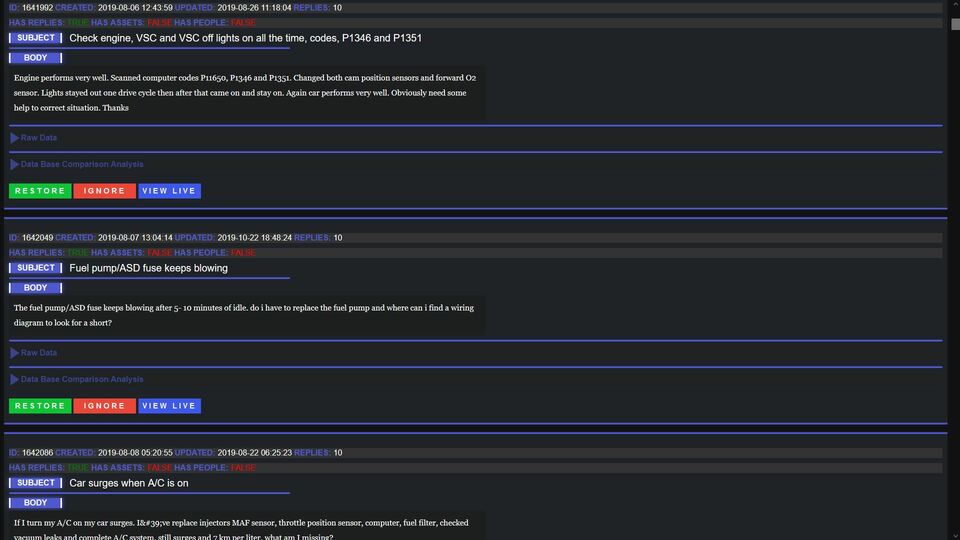 ID: 1641992 CREATED: 2019-08-06 12:43:59 UPDATED: 2019-08-26 11:18:04 REPLIES: 10
HAS REPLIES: TRUE HAS ASSETS: FALSE HAS PEOPLE: FALSE
SUBJECT Check engine, VSC and VSC off lights on all the time, codes, P1346 and P1351
BODY
Engine performs very well. Scanned computer codes P11650, P1346 and P1351. Changed both cam position sensors and forward O2
sensor. Lights stayed out one drive cycle then after that came on and stay on. Again car performs very well. Obviously need some
help to correct situation. Thanks
Raw Data
Data Base Comparison Analysis
RESTORE IGNORE VIEW LIVE
ID: 1642049 CREATED: 2019-08-07 13:04:14 UPDATED: 2019-10-22 18:48:24 REPLIES: 10
HAS REPLIES: TRUE HAS ASSETS: FALSE HAS PEOPLE: FALSE
SUBJECT Fuel pump/ASD fuse keeps blowing
BODY
The fuel pump/ASD fuse keeps blowing after 5- 10 minutes of idle. do i have to replace the fuel pump and where can i find a wiring
diagram to look for a short?
Raw Data
Data Base Comparison Analysis
RESTORE IGNORE VIEW LIVE
ID: 1642086 CREATED: 2019-08-08 05:20:55 UPDATED: 2019-08-22 06:25:23 REPLIES: 10
HAS REPLIES: TRUE HAS ASSETS: FALSE HAS PEOPLE: FALSE
SUBJECT Car surges when A/C is on
BODY
If I turn my A/C on my car surges. I&#39;ve replace injectors MAF sensor, throttle position sensor, computer, fuel filter, checked
vacuum leaks and complete A/C system, still surges and 7 km per liter, what am I missing?